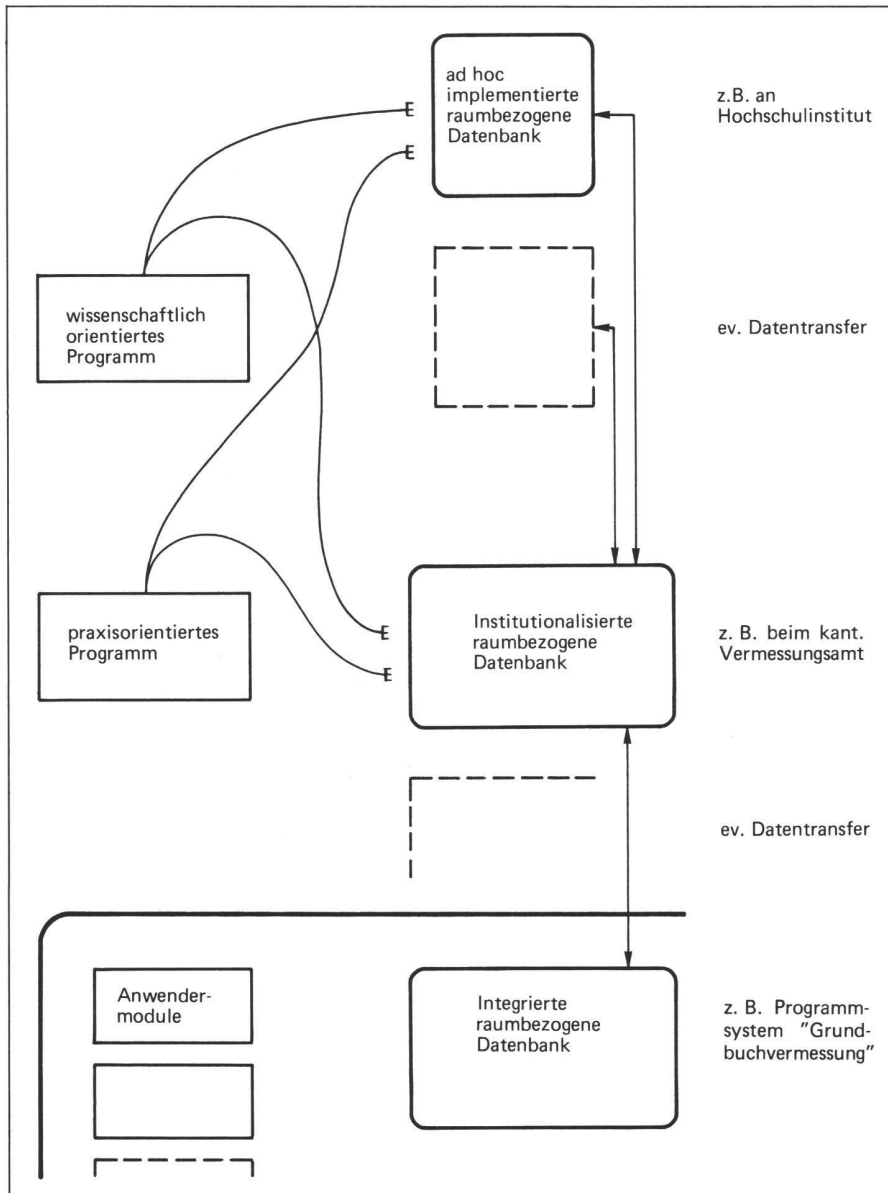 ad hoc
implementierte
raumbezogene
Datenbank
z.B. an
Hochschulinstitut
wissenschaftlich
orientiertes
Programm
ev. Datentransfer
praxisorientiertes
Programm
Institutionalisierte
raumbezogene
Datenbank
z. B. beim kant.
Vermessungsamt
ev. Datentransfer
Anwender-
module
Integrierte
raumbezogene
Datenbank
z. B. Programm-
system "Grund-
buchvermessung"